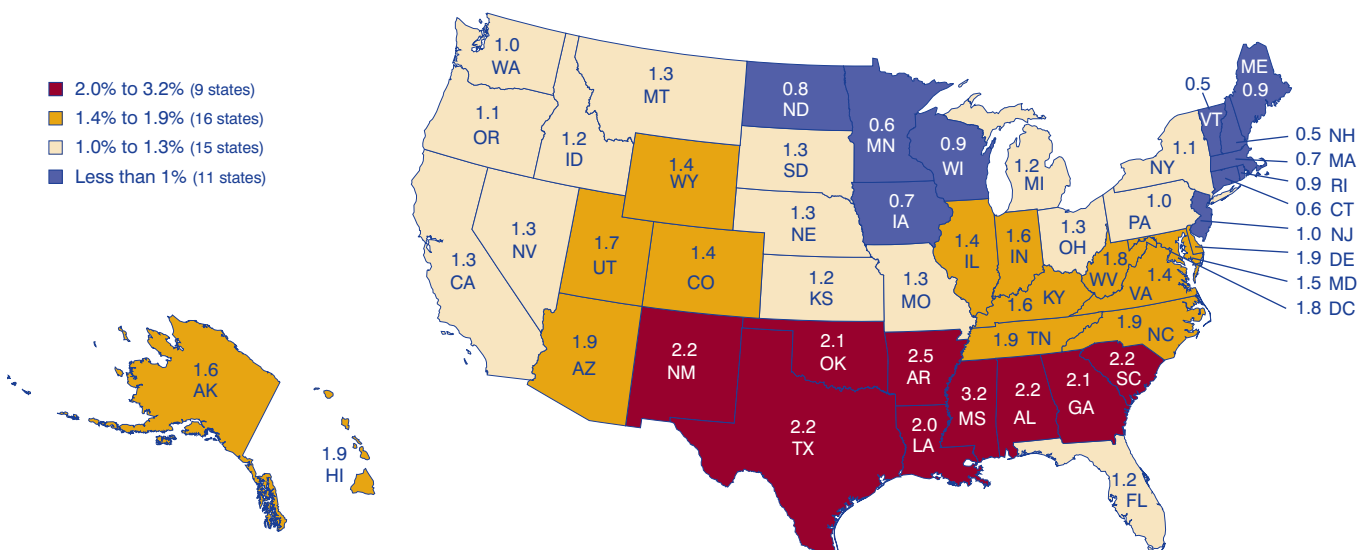 2.0% to 3.2% (9 states)
1.4% to 1.9% (16 states)
1.0% to 1.3% (15 states)
Less than 1% (11 states)
1.0
WA
1.1
OR
1.2
ID
1.3
MT
0.8
ND
0.6
MN
0.9
WI
1.2
MI
1.3
SD
1.4
WY
1.3
NE
0.7
IA
1.3
NV
1.3
CA
1.7
UT
1.4
CO
1.2
KS
1.3
MO
1.4
IL
1.6
IN
1.3
OH
1.0
PA
1.1
NY
0.5
VT
ME
0.9
0.5 NH
0.7 MA
0.9 RI
0.6 CT
1.0 NJ
1.9 DE
1.5 MD
1.8 DC
1.8
WV
1.4
VA
1.6 KY
1.9 TN
1.9
NC
1.9
AZ
2.2
NM
2.1
OK
2.5
AR
2.2
TX
2.0
LA
3.2
MS
2.2
AL
2.1
GA
2.2
SC
1.2
FL
1.6
AK
1.9
HI